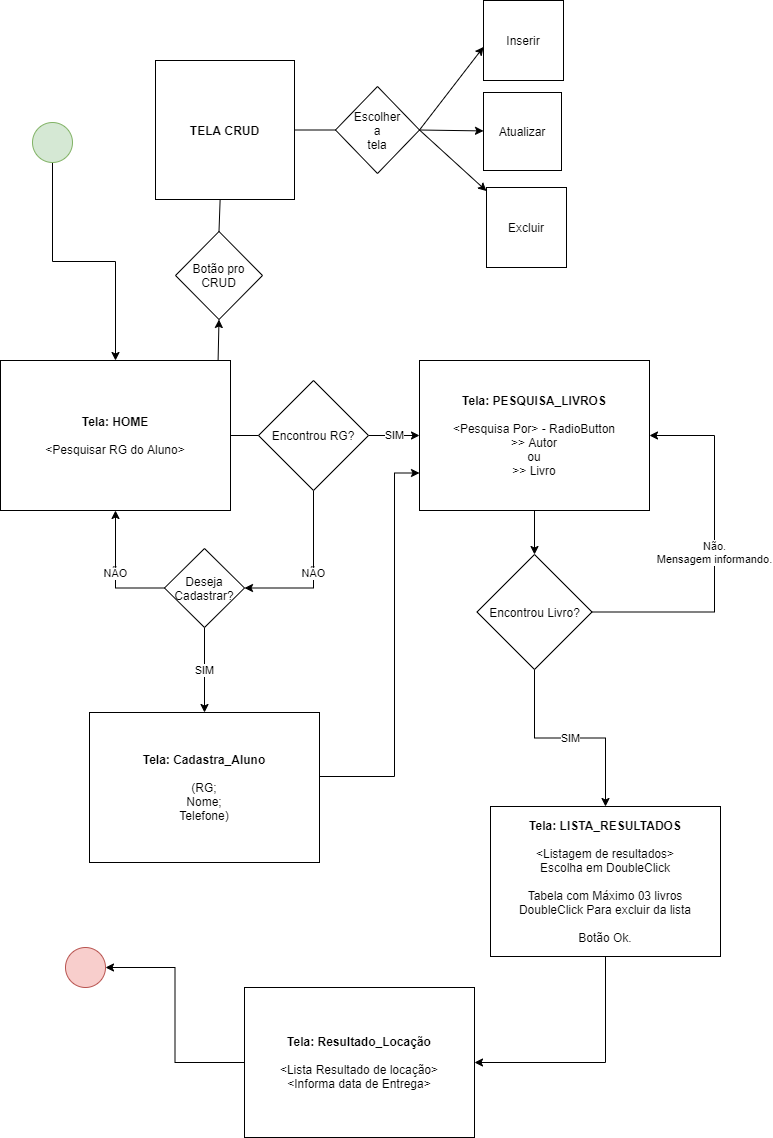 Inserir
TELA CRUD
Escolher
a
tela
Atualizar
Excluir
Botão pro
CRUD
Tela: HOME
<Pesquisar RG do Aluno>
Encontrou RG?
SIM
Tela: PESQUISA_LIVROS
<Pesquisa Por> - RadioButton
>> Autor
ou
>> Livro
NÃO
Deseja
Cadastrar?
NÃO
Não.
Mensagem informando.
Encontrou Livro?
SIM
SIM
Tela: Cadastra_Aluno
(RG;
Nome;
Telefone)
Tela: LISTA_RESULTADOS
<Listagem de resultados>
Escolha em DoubleClick
Tabela com Máximo 03 livros
DoubleClick Para excluir da lista
Botão Ok.
Tela: Resultado_Locação
<Lista Resultado de locação>
<Informa data de Entrega>